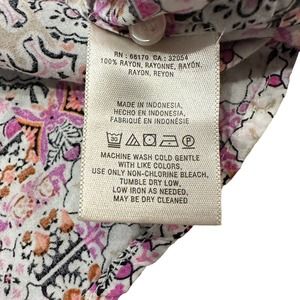 RN : 66170 CA : 32054
100% RAYON, RAYONNE, RAYÓN,
RAYON, REYON
MADE IN INDONESIA,
HECHO EN INDONESIA,
FABRIQUÉ EN INDONÉSIE
MACHINE WASH COLD GENTLE
WITH LIKE COLORS,
USE ONLY NON-CHLORINE BLEACH,
TUMBLE DRY LOW,
LOW IRON AS NEEDED,
MAY BE DRY CLEANED